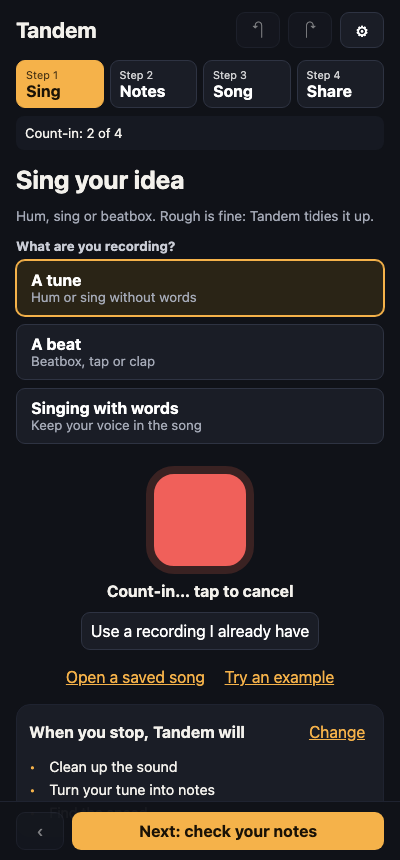 Tandem
Step 1
Sing
Step 2
Notes
Step 3
Song
Step 4
Share
Count-in: 2 of 4
Sing your idea
Hum, sing or beatbox. Rough is fine: Tandem tidies it up.
What are you recording?
A tune
Hum or sing without words
A beat
Beatbox, tap or clap
Singing with words
Keep your voice in the song
Count-in... tap to cancel
Use a recording I already have
Open a saved song
Try an example
When you stop, Tandem will
Change
• Clean up the sound
• Turn your tune into notes
Next: check your notes